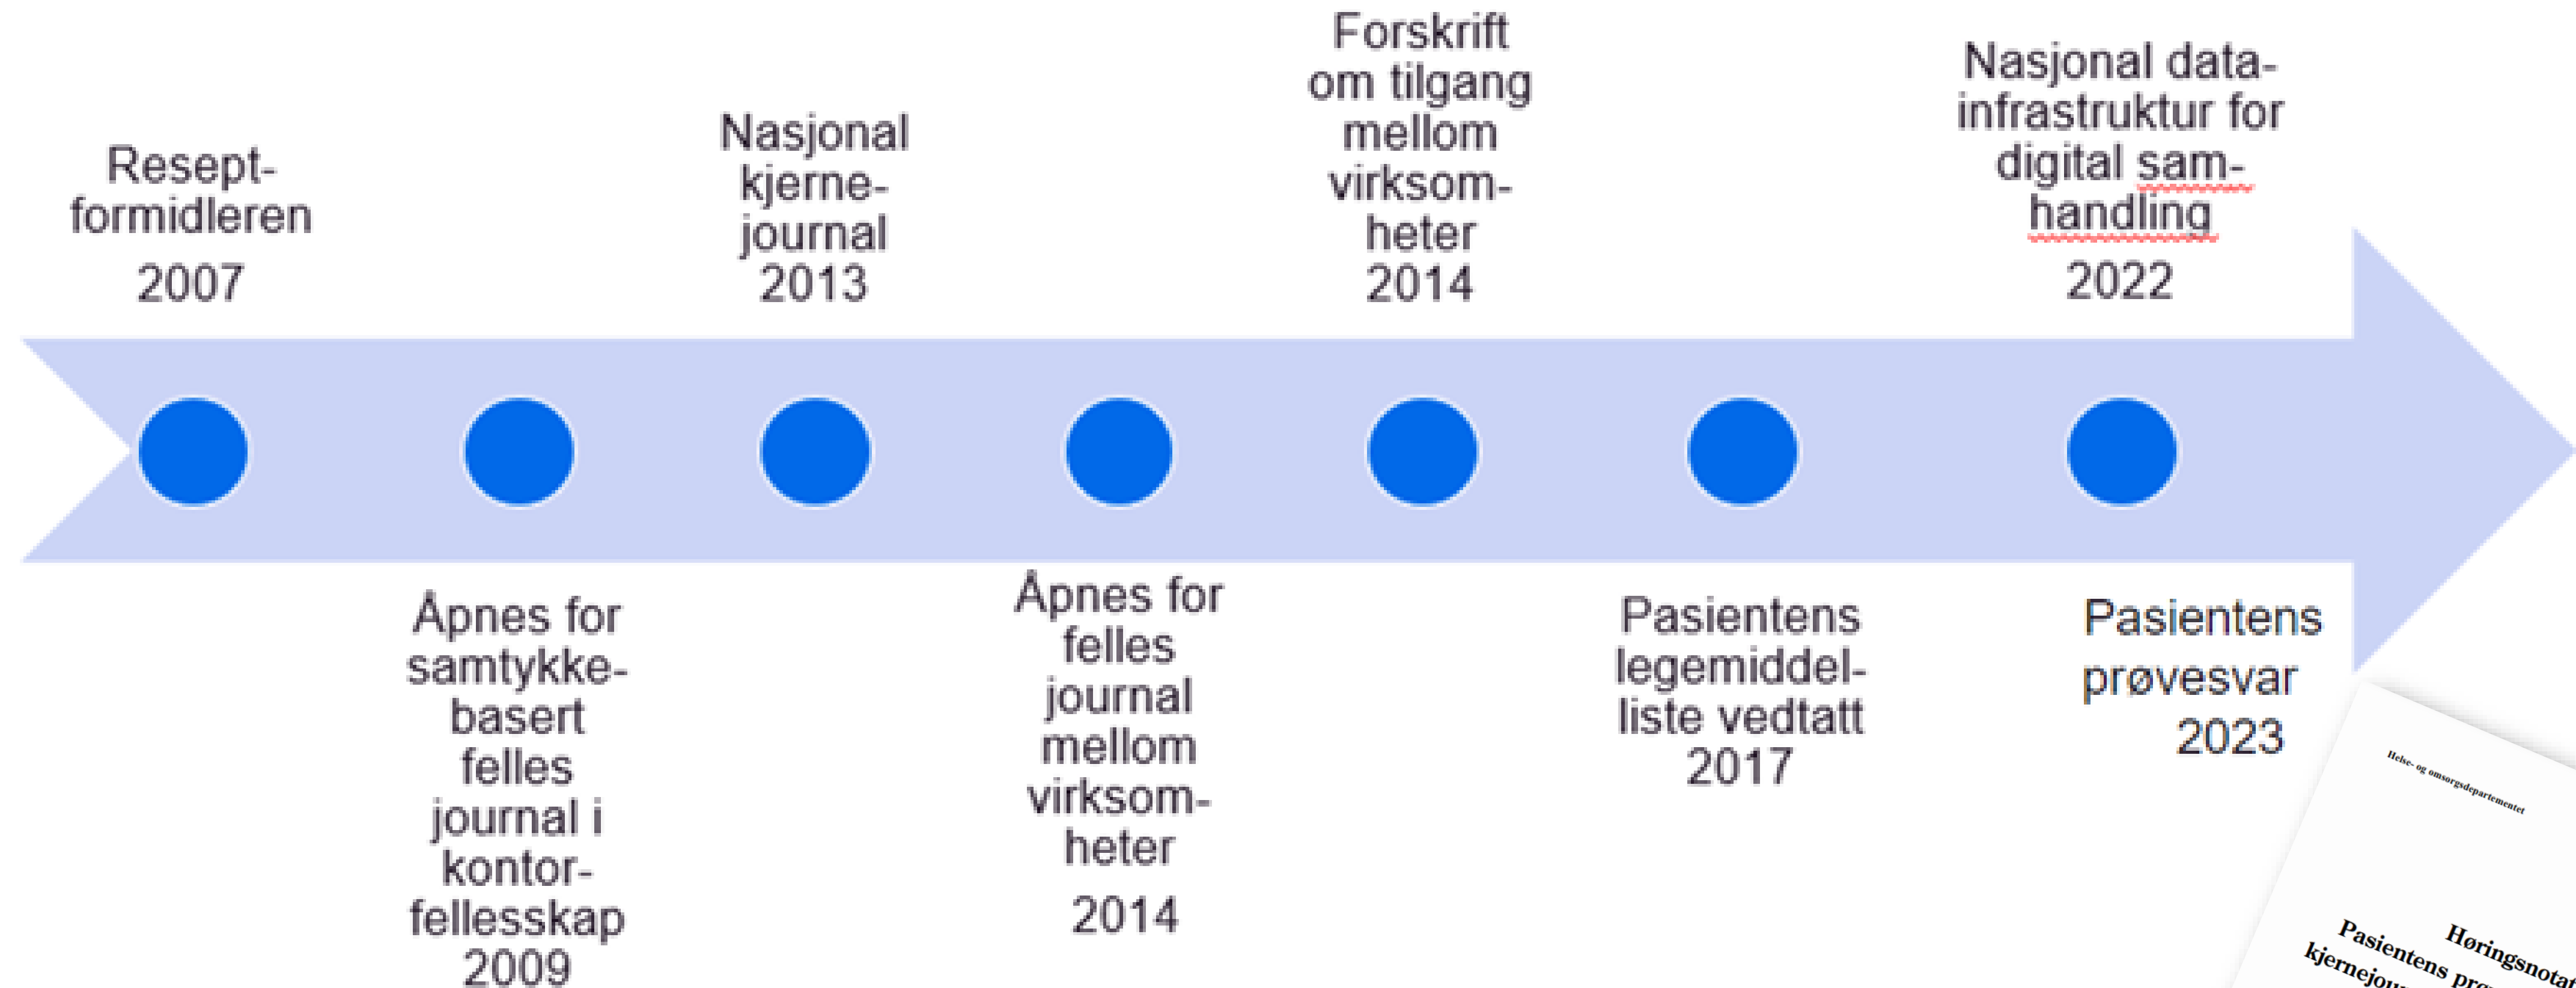 Resept-
formidleren
2007
Åpnes for
samtykke-
basert
felles
journal i
kontor-
fellesskap
2009
Nasjonal
kjerne-
journal
2013
Åpnes for
felles
journal
mellom
virksom-
heter
2014
Forskrift
om tilgang
mellom
virksom-
heter
2014
Pasientens
legemiddel-
liste vedtatt
2017
Nasjonal data-
infrastruktur for
digital sam-
handling
2022
Pasientens
prøvesvar
2023
Helse- og omsorgsdepartementet
Høringsnotat
Pasientens